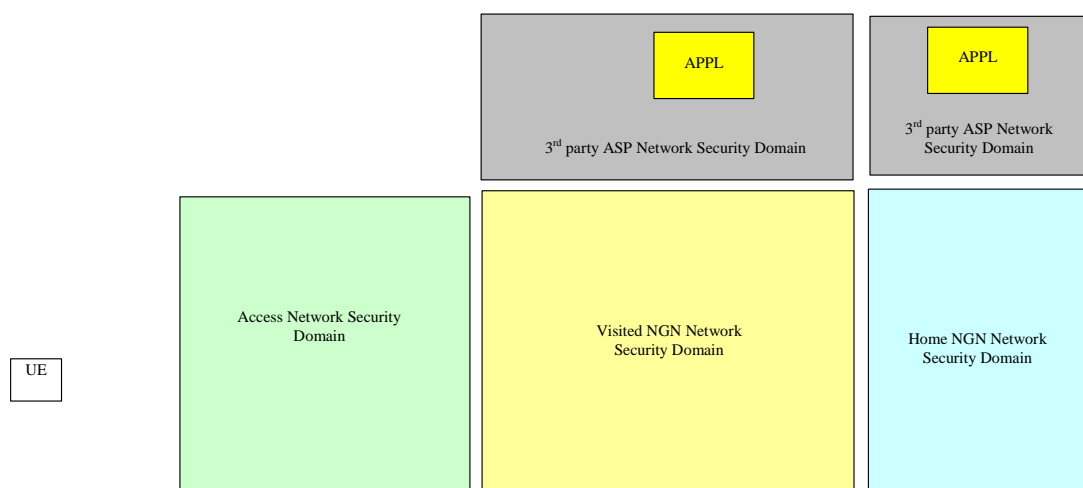 APPL
3rd party ASP Network Security Domain
APPL
3rd party ASP Network
Security Domain
Access Network Security
Domain
Visited NGN Network
Security Domain
Home NGN Network
Security Domain
UE